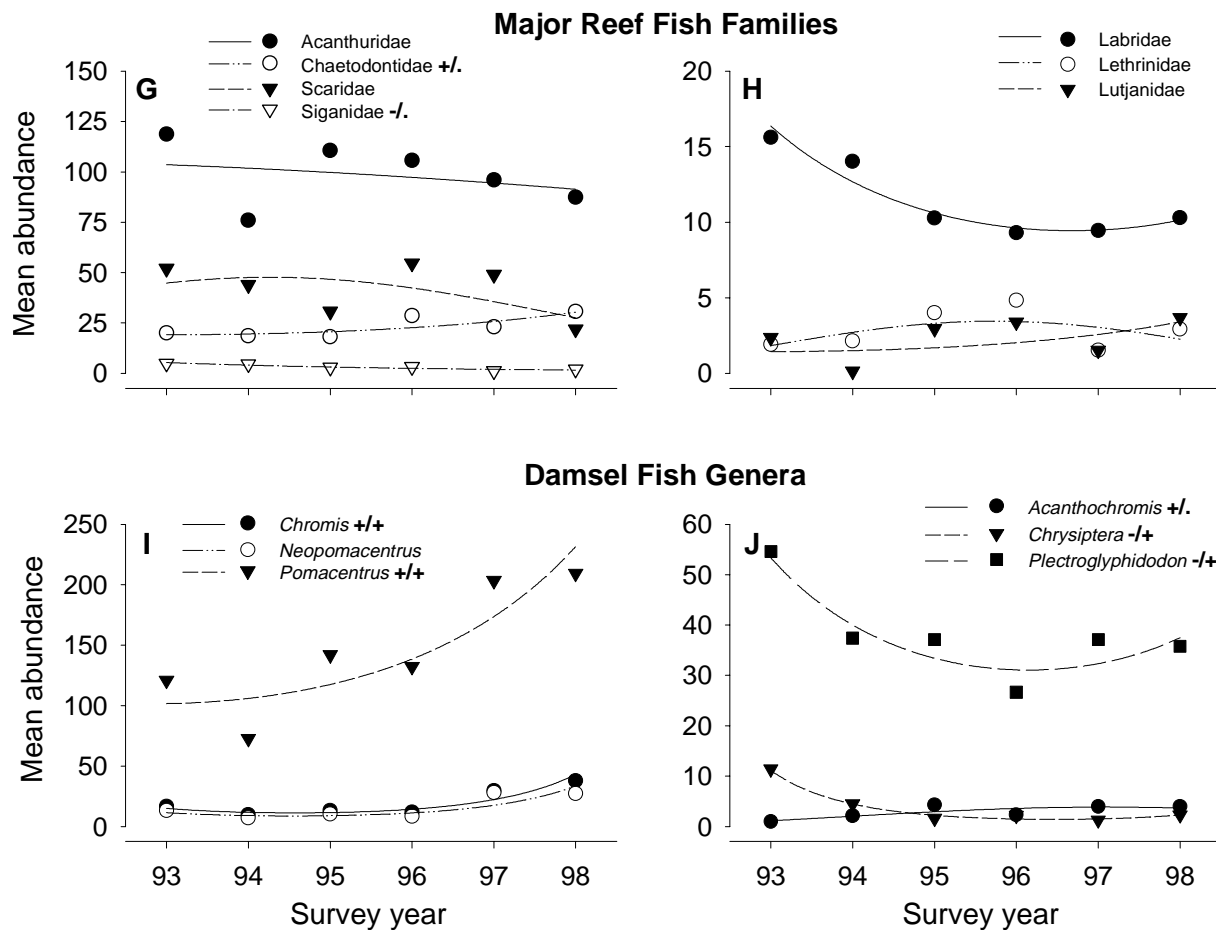 Major Reef Fish Families
Acanthuridae
Chaetodontidae +/.
Scaridae
Siganidae -/.
G
150
125
100
75
50
25
0
Mean abundance
Labridae
Lethrinidae
Lutjanidae
H
20
15
10
5
0
Damsel Fish Genera
Chromis +/+
Neopomacentrus
Pomacentrus +/+
I
250
200
150
100
50
0
Mean abundance
93 94 95 96 97 98
Survey year
Acanthochromis +/.
Chrysiptera -/+
Plectroglyphidodon -/+
J
60
50
40
30
20
10
0
93 94 95 96 97 98
Survey year